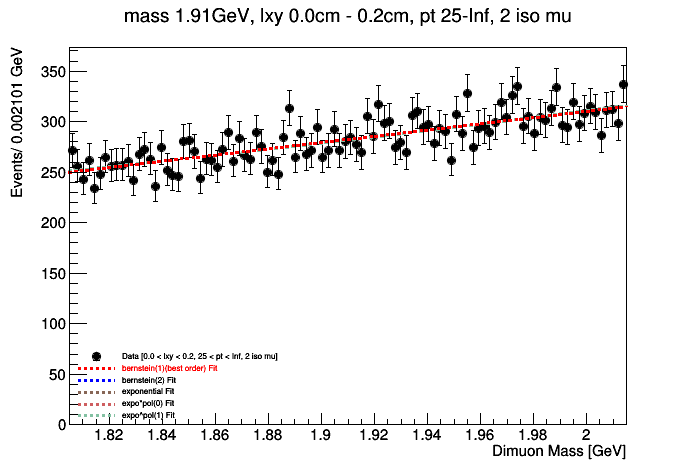 mass 1.91GeV, lxy 0.0cm - 0.2cm, pt 25-Inf, 2 iso mu
Events/ 0.002101 GeV
350
300
250
200
150
100
50
0
Data [0.0 < lxy < 0.2, 25 < pt < Inf, 2 iso mu]
bernstein(1)(best order) Fit
bernstein(2) Fit
exponential Fit
expo*pol(0) Fit
expo*pol(1) Fit
1.82 1.84 1.86 1.88 1.9 1.92 1.94 1.96 1.98 2
Dimuon Mass [GeV]